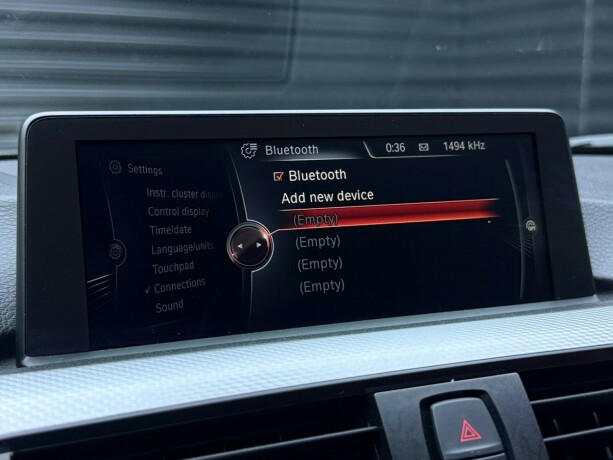 Bluetooth
0:36
1494 kHz
Settings
Instr. cluster displ
Control display
Time/date
Language/units
Touchpad
Connections
Sound
Bluetooth
Add new device
(Empty)
(Empty)
(Empty)
(Empty)